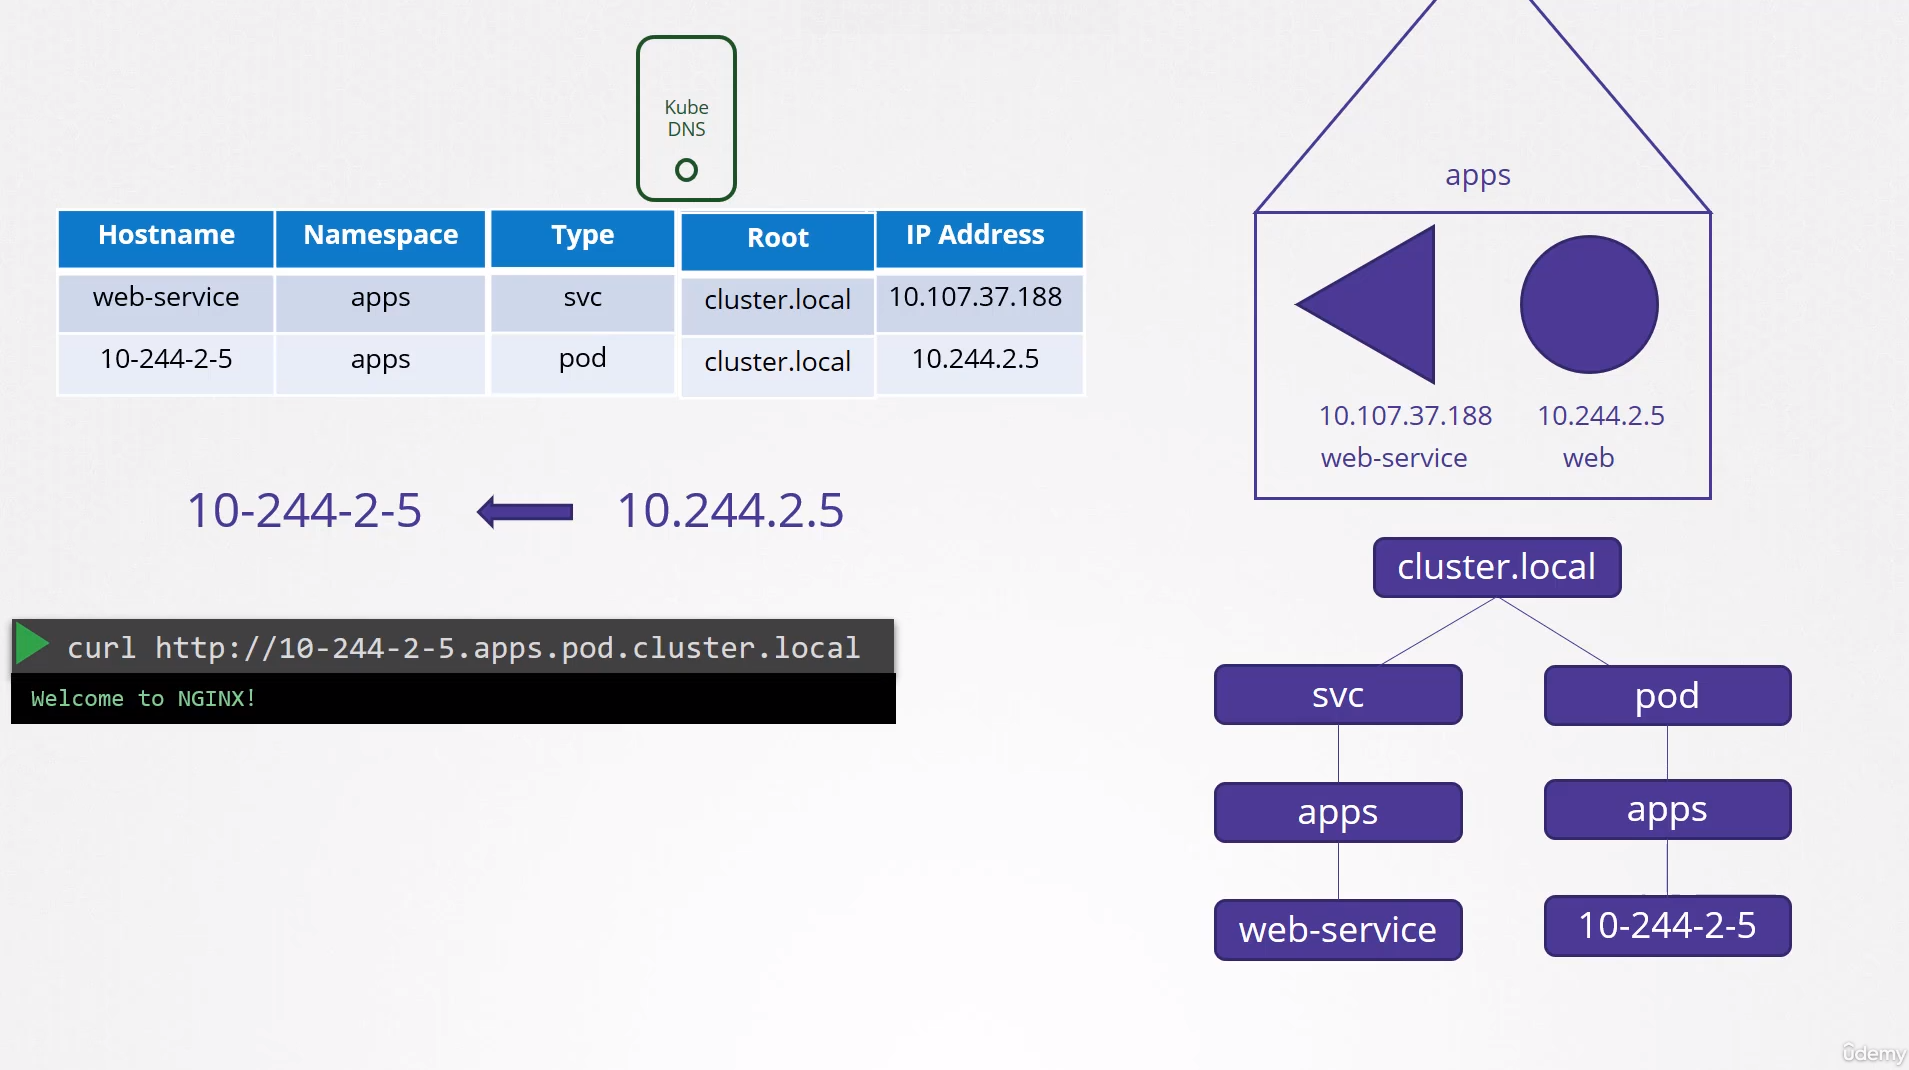 Kube
DNS
Hostname Namespace Type Root IP Address
web-service apps svc cluster.local 10.107.37.188
10-244-2-5 apps pod cluster.local 10.244.2.5
10-244-2-5 10.244.2.5
curl http://10-244-2-5.apps.pod.cluster.local
Welcome to NGINX!
apps
10.107.37.188 10.244.2.5
web-service web
cluster.local
svc pod
apps apps
web-service 10-244-2-5
ûdemy